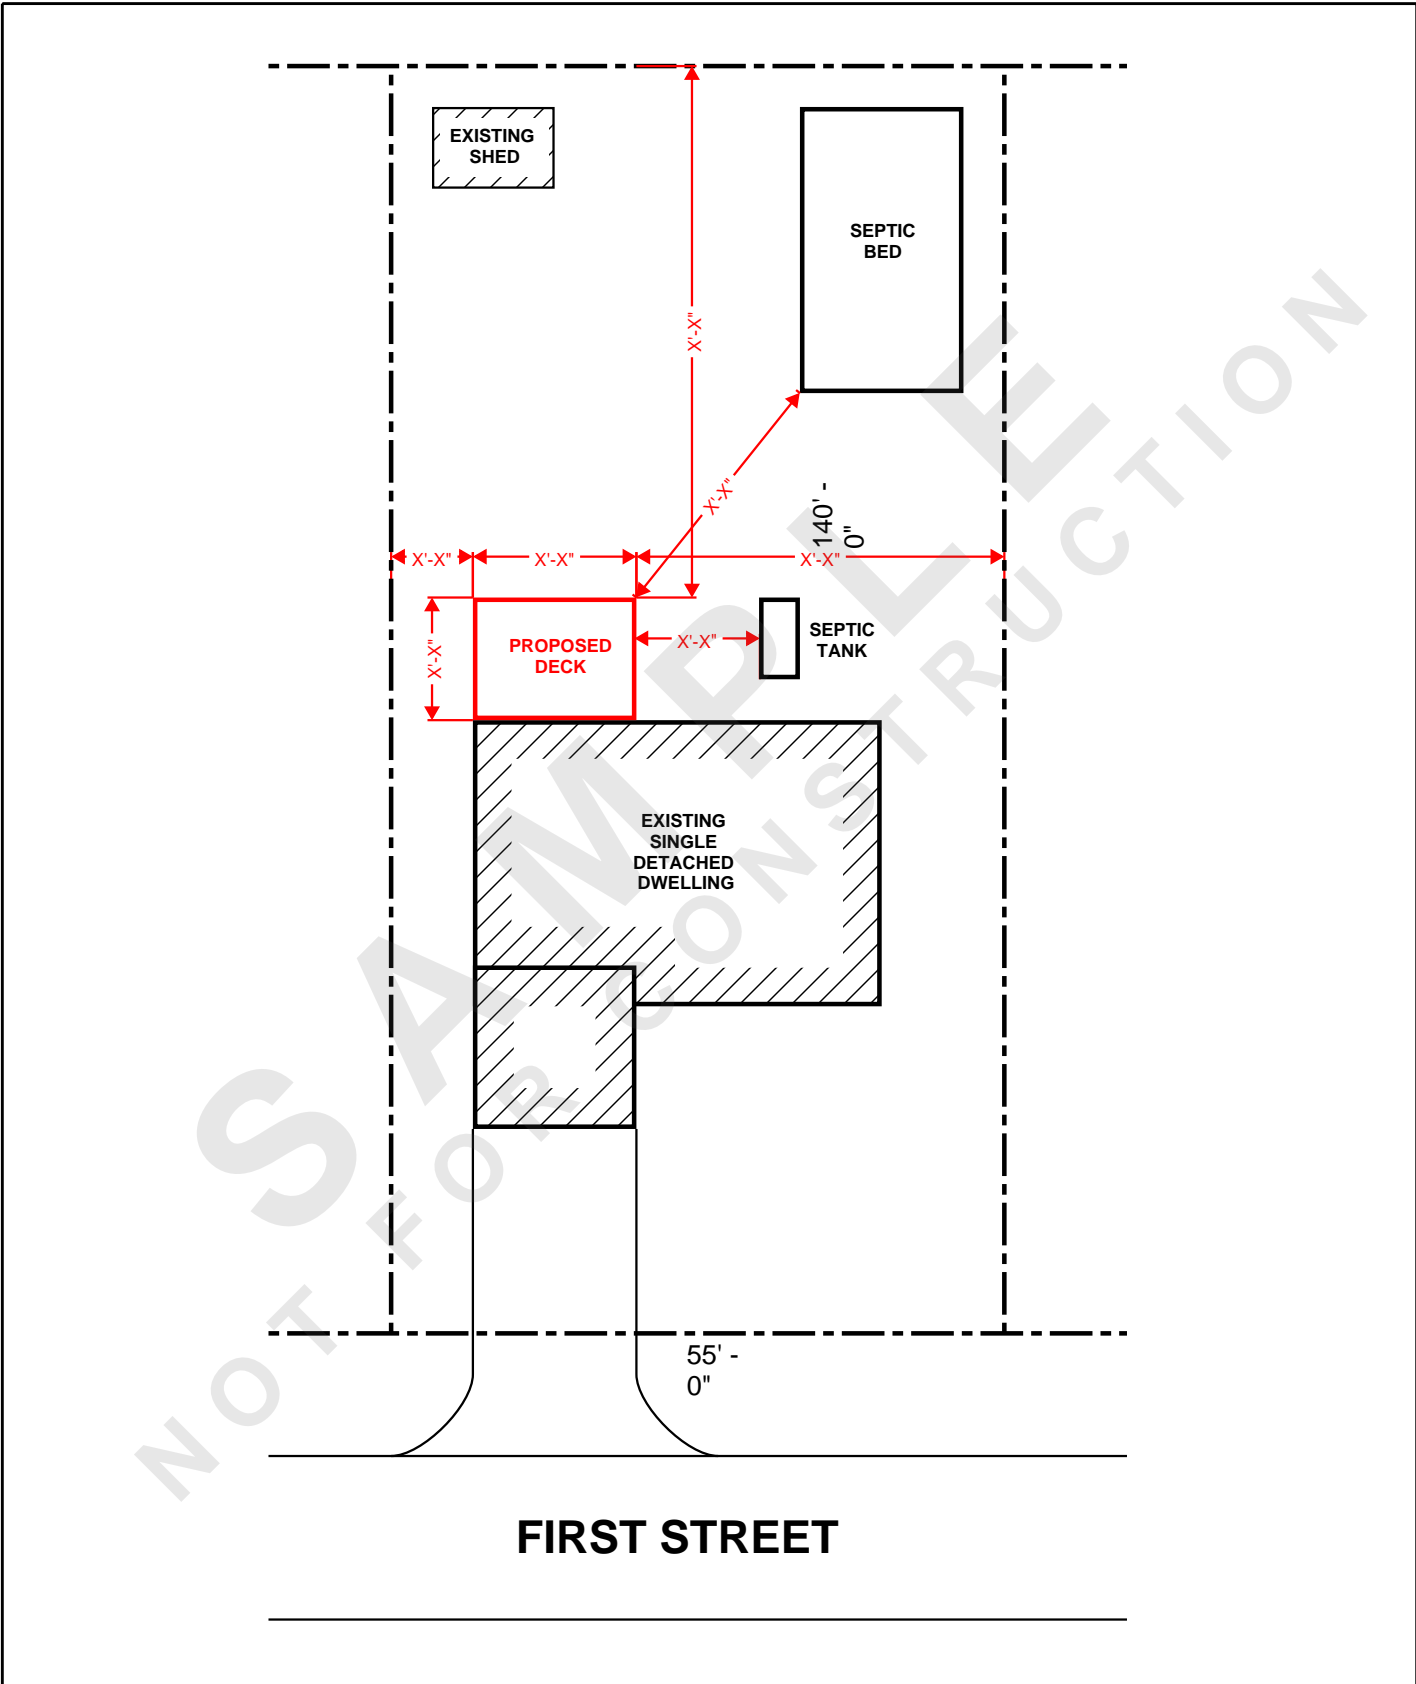 EXISTING
SHED
SEPTIC
BED
X'-X"
X'-X"
140' -
0"
X'-X"
X'-X"
X'-X"
X'-X"
PROPOSED
DECK
X'-X"
SEPTIC
TANK
EXISTING
SINGLE
DETACHED
DWELLING
55' -
0"
FIRST STREET
SAMPLE
NOT FOR CONSTRUCTION